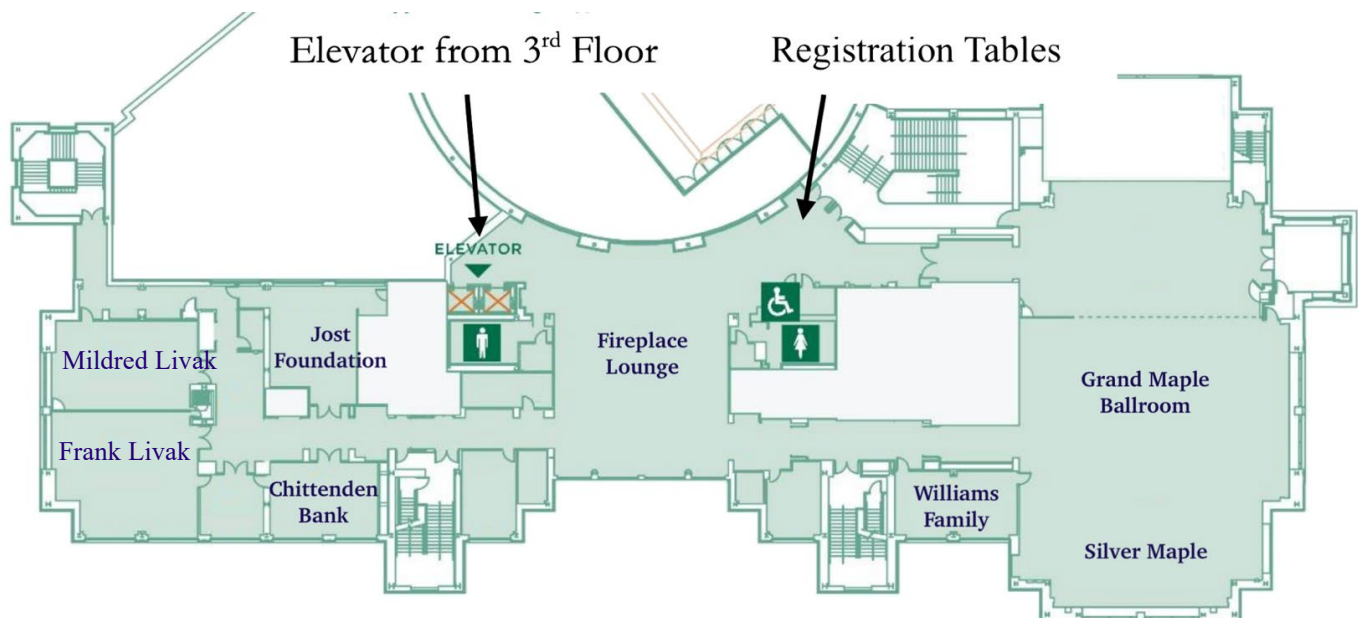 Elevator from 3rd Floor
Registration Tables
ELEVATOR
Jost
Foundation
Mildred Livak
Fireplace
Lounge
Grand Maple
Ballroom
Frank Livak
Chittenden
Bank
Williams
Family
Silver Maple